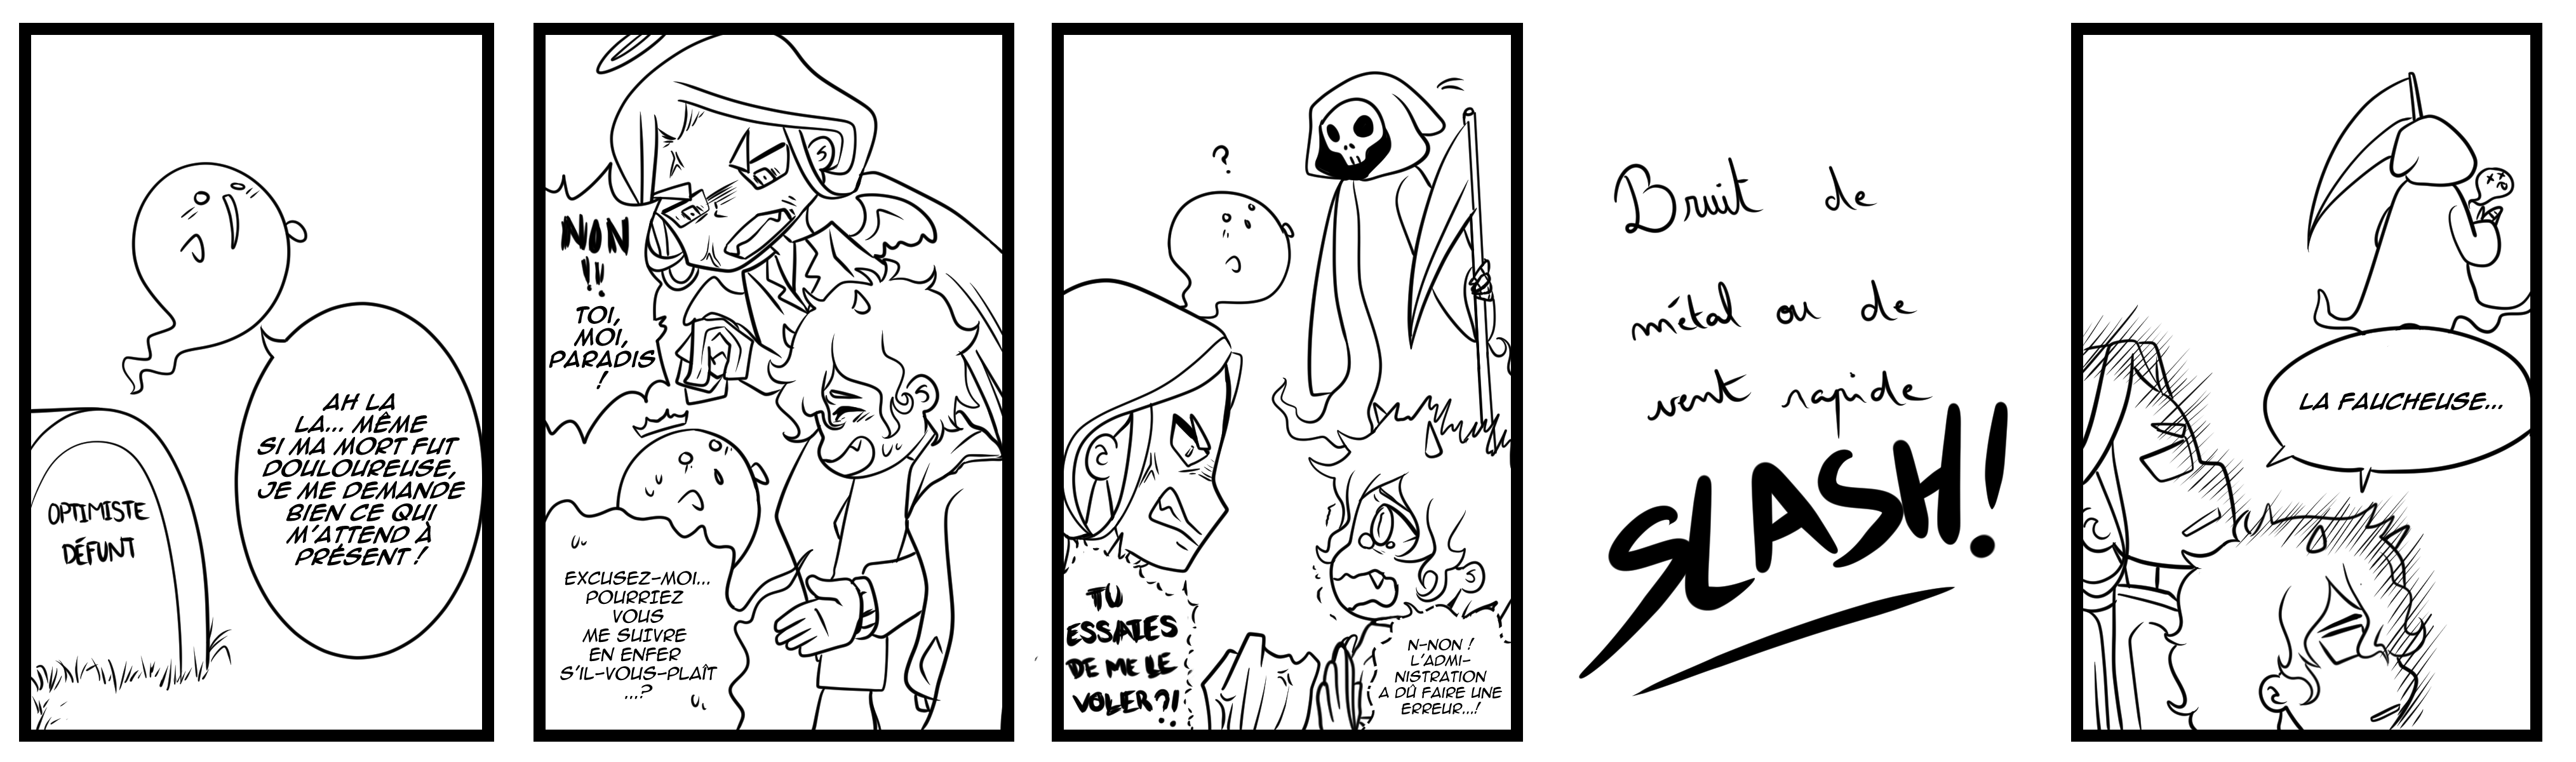 AH LA
LA... MÊME
SI MA MORT FUT
DOULOUREUSE,
JE ME DEMANDE
BIEN CE QUI
M'ATTEND À
PRÉSENT !
OPTIMISTE
DÉFUNT
NON
!!
TOI,
MOI,
PARADIS
!
EXCUSEZ-MOI...
POURRIEZ
VOUS
ME SUIVRE
EN ENFER
S'IL-VOUS-PLAÎT
...?
?
TU
ESSAIES
DE ME LE
VOLER ?!
N-NON !
L'ADMI-
NISTRATION
A DÛ FAIRE UNE
ERREUR...!
Bruit de
métal ou de
vent rapide
SLASH!
LA FAUCHEUSE...